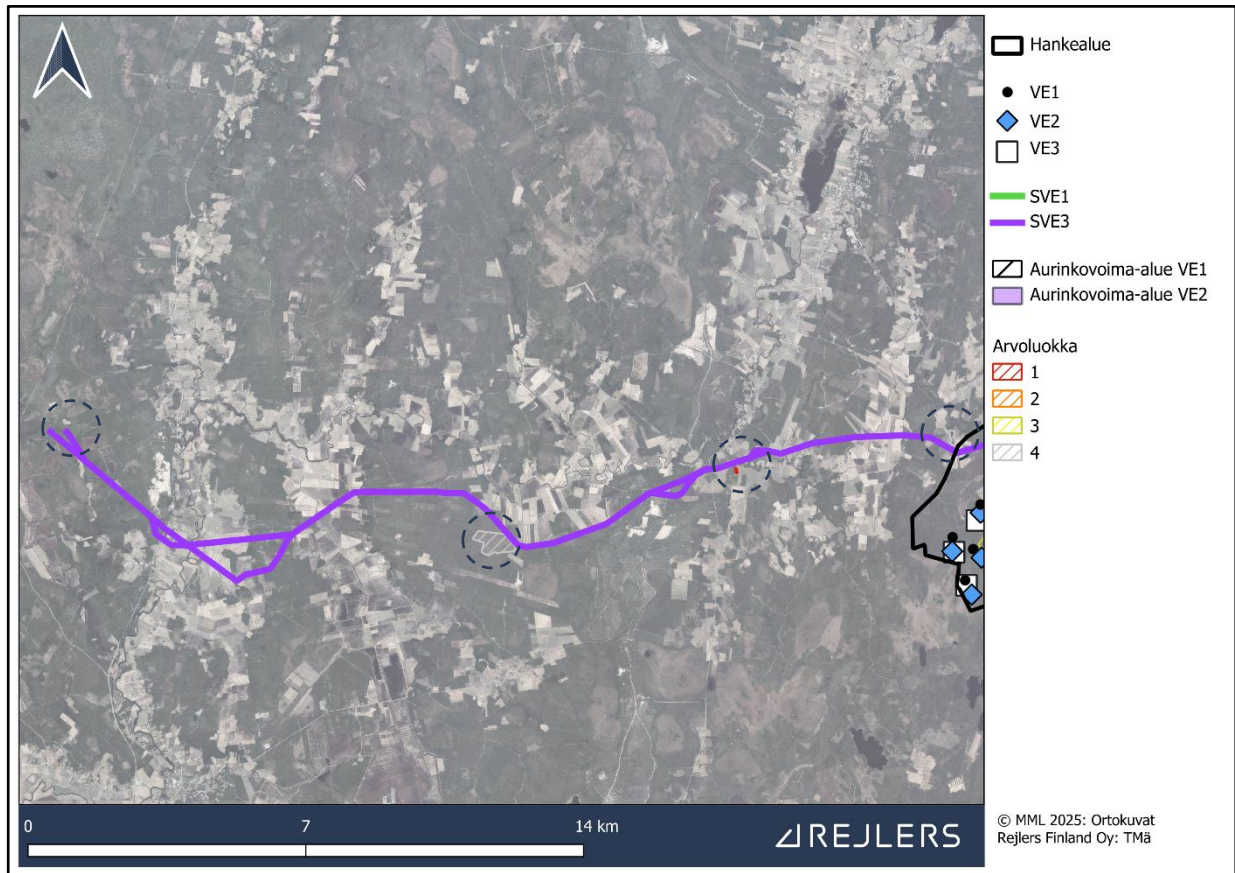 Hankealue
VE1
VE2
VE3
SVE1
SVE3
Aurinkovoima-alue VE1
Aurinkovoima-alue VE2
Arvoluokka
1
2
3
4
0 7 14 km
REJLERS
© MML 2025: Ortokuvat
Rejlers Finland Oy: TMä